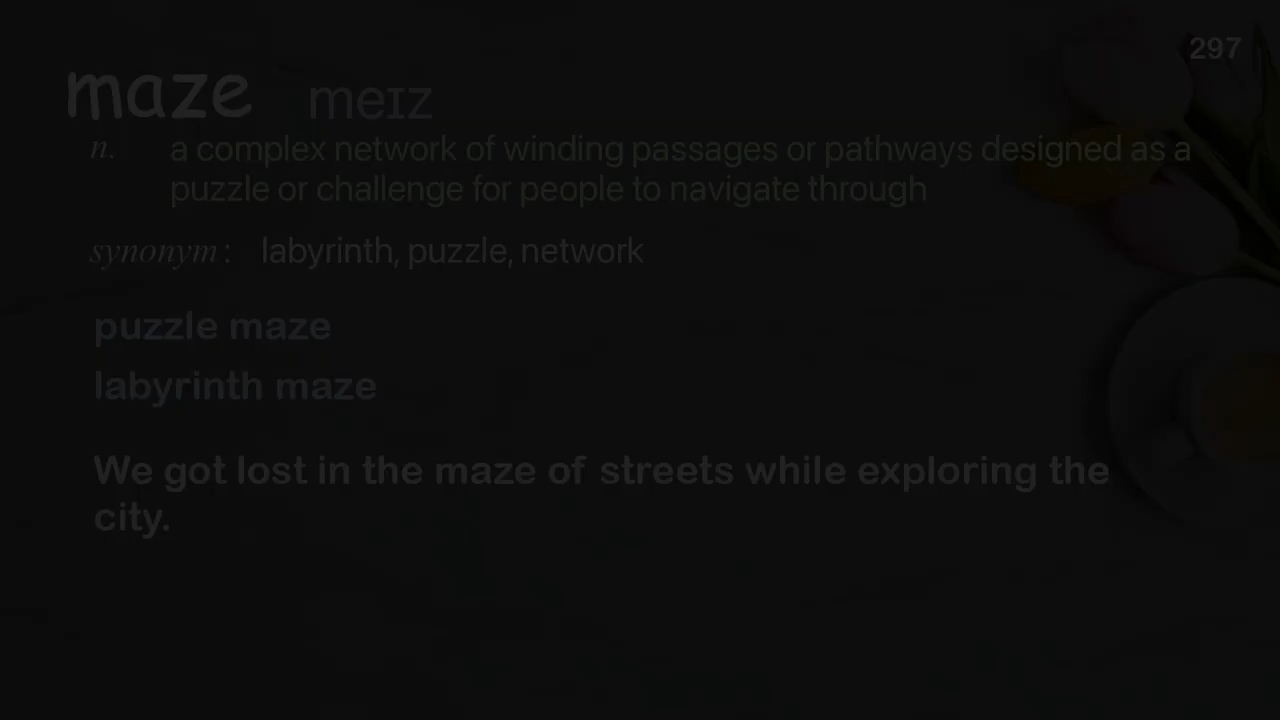 297
maze meɪz
n. a complex network of winding passages or pathways designed as a
puzzle or challenge for people to navigate through
synonym: labyrinth, puzzle, network
puzzle maze
labyrinth maze
We got lost in the maze of streets while exploring the
city.